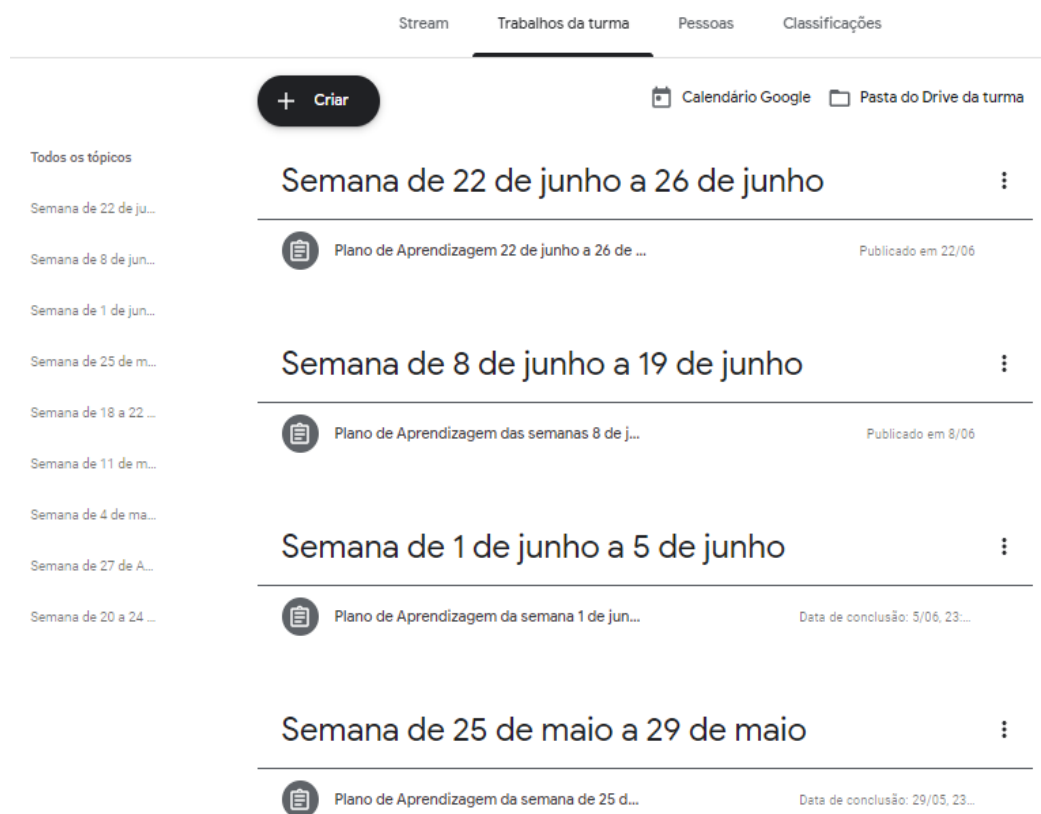 Stream Trabalhos da turma Pessoas Classificações
+ Criar
Calendário Google Pasta do Drive da turma
Todos os tópicos
Semana de 22 de ju...
Semana de 8 de jun...
Semana de 1 de jun...
Semana de 25 de m...
Semana de 18 a 22 ...
Semana de 11 de m...
Semana de 4 de ma...
Semana de 27 de A...
Semana de 20 a 24 ...
Semana de 22 de junho a 26 de junho
Plano de Aprendizagem 22 de junho a 26 de ... Publicado em 22/06
Semana de 8 de junho a 19 de junho
Plano de Aprendizagem das semanas 8 de j... Publicado em 8/06
Semana de 1 de junho a 5 de junho
Plano de Aprendizagem da semana 1 de jun... Data de conclusão: 5/06, 23:...
Semana de 25 de maio a 29 de maio
Plano de Aprendizagem da semana de 25 d... Data de conclusão: 29/05, 23...